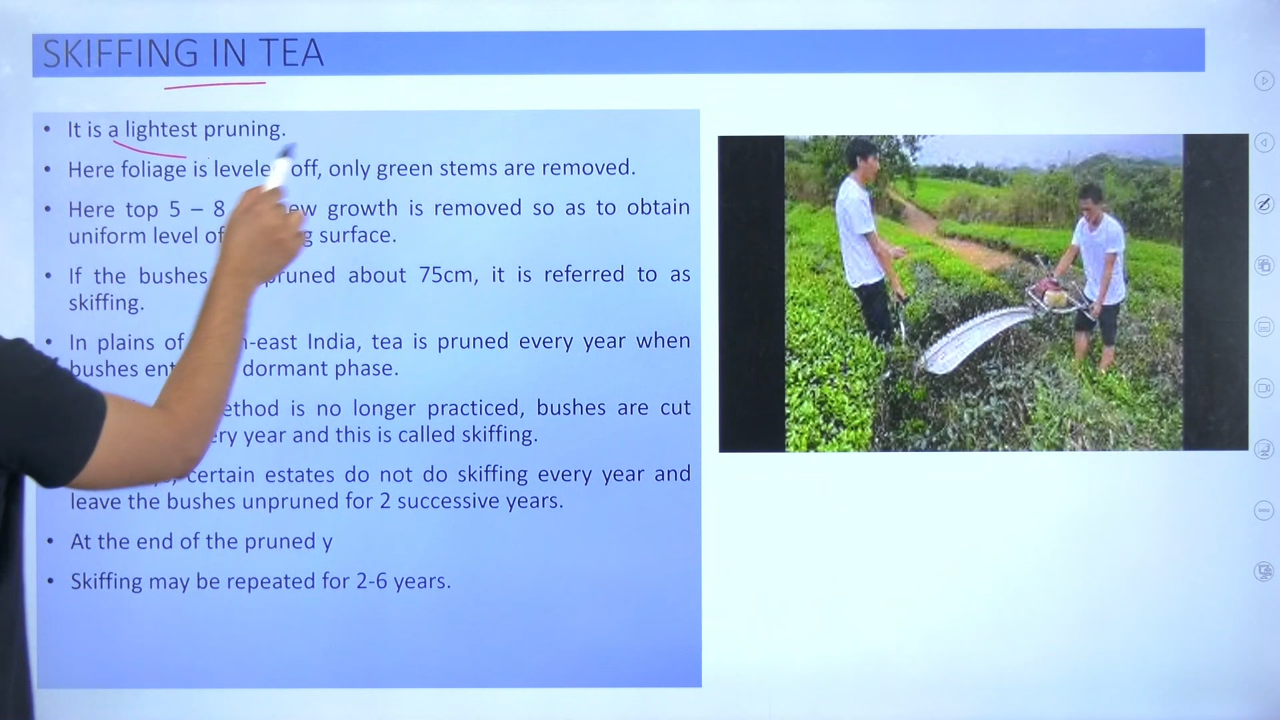 SKIFFING IN TEA
• It is a lightest pruning.
• Here foliage is levele off, only green stems are removed.
• Here top 5 – 8 ew growth is removed so as to obtain
uniform level of g surface.
• If the bushes pruned about 75cm, it is referred to as
skiffing.
• In plains of -east India, tea is pruned every year when
bushes ent dormant phase.
ethod is no longer practiced, bushes are cut
ry year and this is called skiffing.
certain estates do not do skiffing every year and
leave the bushes unpruned for 2 successive years.
• At the end of the pruned y
• Skiffing may be repeated for 2-6 years.